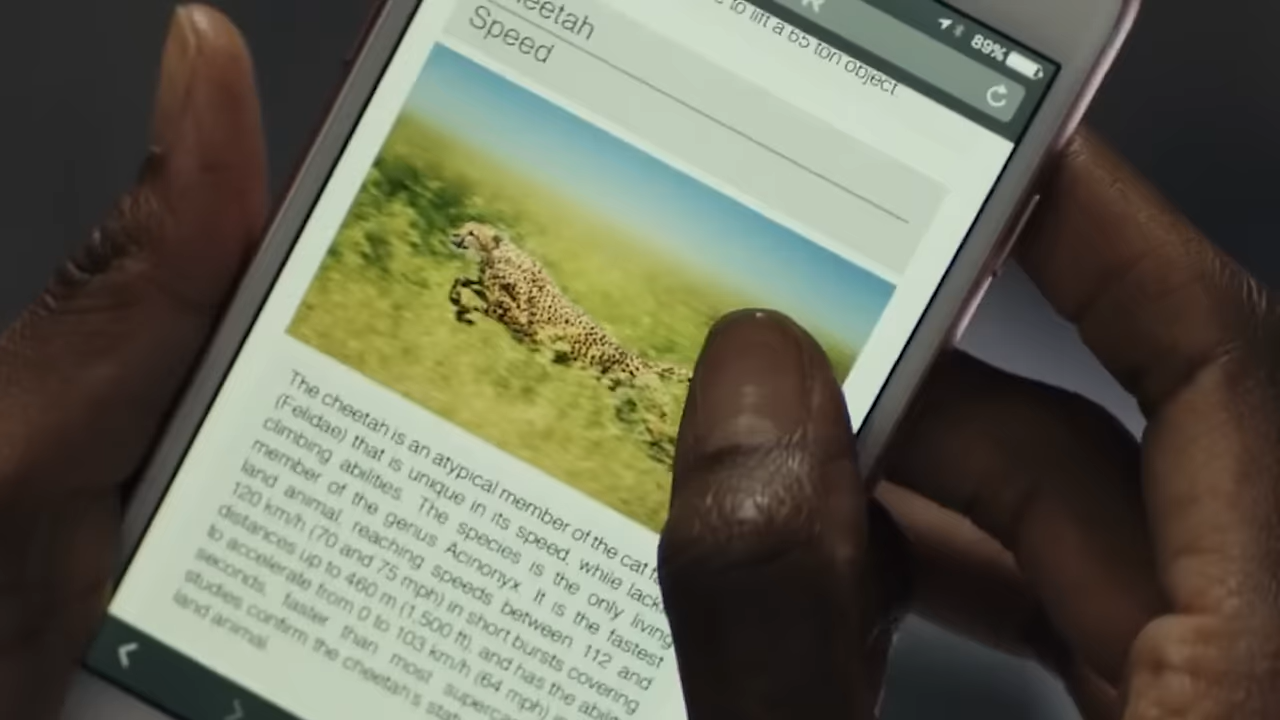 to lift a 65 ton object
89%
Cheetah
Speed
The cheetah is an atypical member of the cat
(Felidae) that is unique in its speed, while
climbing abilities. The species is the only living
member of the genus Acinonyx. It is the fastest
land animal, reaching speeds between 112 and
120 km/h (70 and 75 mph) in short bursts covering
distances up to 460 m (1,500 ft), and has the
to accelerate from 0 to 103 km/h (64 mph)
seconds, faster than most
studies confirm the cheetah's
land animal.